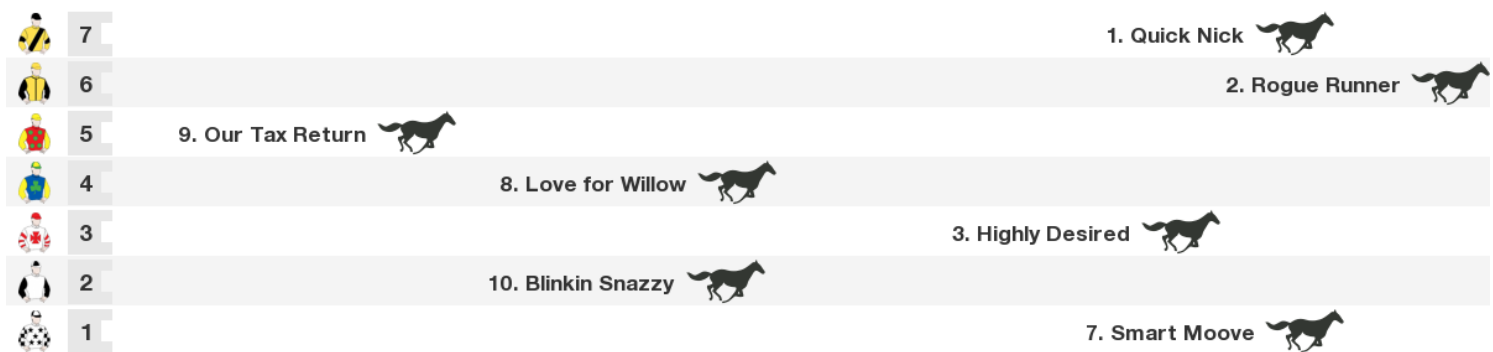 7 1. Quick Nick
6 2. Rogue Runner
5 9. Our Tax Return
4 8. Love for Willow
3 3. Highly Desired
2 10. Blinkin Snazzy
1 7. Smart Moove